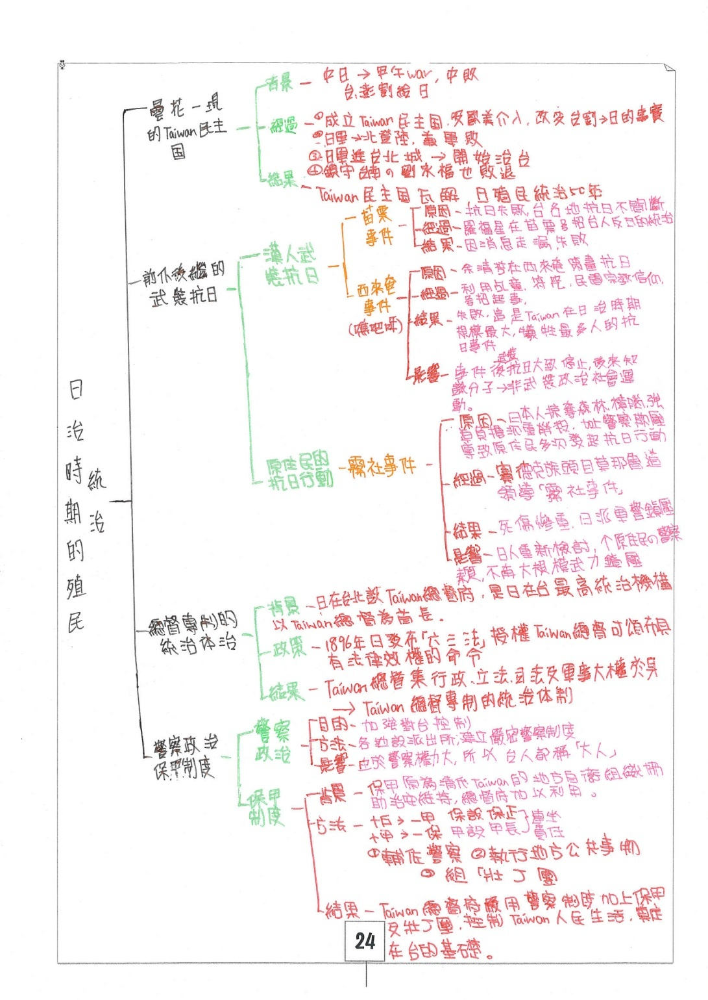 日治時期的殖民
統治
曇花一現
的Taiwan民主
国
背景－中日→甲午war，中敗
台澎割給日
經過－①成立Taiwan民主国，受歐美介入，改变台割→日的事實
②日軍→北登陸，義軍敗
③日軍進台北城→開始治台
④鎮守台南の劉永福也敗退
結果－Taiwan民主国瓦解，日殖民統治50年
前仆後繼的
武裝抗日
漢人武
裝抗日
苗栗
事件
原因－抗日失敗，台各地抗日不間斷
經過－羅福星在苗栗号招台人反日的統治
結果－因消息走漏，失敗
西來奄
事件
(噍吧哖)
原因－余清芳在西來奄籌畫抗日
經過－利用乩童、符咒，民間宗教信仰，
号招起事，
結果－失敗，這是Taiwan在日治時期
規模最大，犧牲最多人的抗
日事件
影響－事件後武裝抗日大致停止，後來知
識分子→非武裝政治社會運
動。
原住民的
抗日行動
霧社事件
原因－日本人掠奪森林、樟腦，強
加上警察欺壓
導致原住民多次發起抗日行動
經過－賽德克族頭目莫那魯道
領導「霧社事件」
結果－死傷慘重，日派軍警鎮壓
影響－日人重新檢討，个原住民の警察
類，不再大規模武力鎮壓
總督專制的
統治体治
背景－日在台北設Taiwan總督府，是日在台最高統治機構
以Taiwan總督為首長。
政策－1896年日發布「六三法」授權Taiwan總督可頒布具
有法律效權的命令
結果－Taiwan總督集行政、立法、司法及軍事大權於身
→Taiwan總督專制的統治体制
警察政治
保甲制度
警察
政治
目的－加強對台控制
方法－各地設派出所，建立嚴密警察制度
影響－由於警察權力大，所以台人都稱「大人」
保甲
制度
背景－保甲原為清代Taiwan的地方自衛組織，冊
助治安維持，總督府加以利用。
方法－十戶→一甲 保設保正
十甲→一保 甲設甲長
連坐
責任
①輔佐警察 ②執行地方公共事物
③組「壯丁團
結果－Taiwan總督府嚴用警察制時加上保甲
及壯丁團，控制Taiwan人民生活，奠定
在台的基石礎。
24